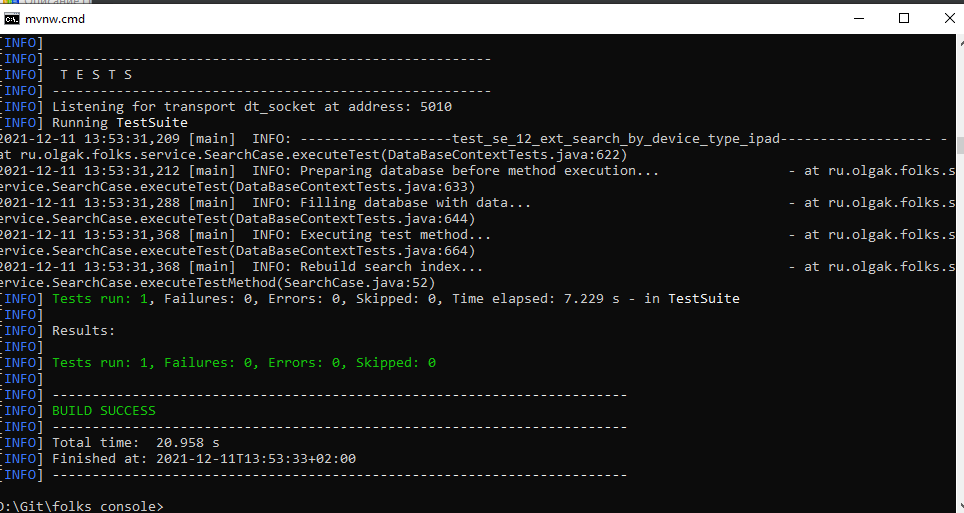 mvnw.cmd
[INFO]
[INFO] -------------------------------------------------------
[INFO]  T E S T S
[INFO] -------------------------------------------------------
[INFO] Listening for transport dt_socket at address: 5010
[INFO] Running TestSuite
2021-12-11 13:53:31,209 [main]  INFO: -------------------test_se_12_ext_search_by_device_type_ipad------------------- -
at ru.olgak.folks.service.SearchCase.executeTest(DataBaseContextTests.java:622)
2021-12-11 13:53:31,212 [main]  INFO: Preparing database before method execution...                - at ru.olgak.folks.s
ervice.SearchCase.executeTest(DataBaseContextTests.java:633)
2021-12-11 13:53:31,288 [main]  INFO: Filling database with data...                                - at ru.olgak.folks.s
ervice.SearchCase.executeTest(DataBaseContextTests.java:644)
2021-12-11 13:53:31,368 [main]  INFO: Executing test method...                                     - at ru.olgak.folks.s
ervice.SearchCase.executeTest(DataBaseContextTests.java:664)
2021-12-11 13:53:31,368 [main]  INFO: Rebuild search index...                                      - at ru.olgak.folks.s
ervice.SearchCase.executeTestMethod(SearchCase.java:52)
[INFO] Tests run: 1, Failures: 0, Errors: 0, Skipped: 0, Time elapsed: 7.229 s - in TestSuite
[INFO]
[INFO] Results:
[INFO]
[INFO] Tests run: 1, Failures: 0, Errors: 0, Skipped: 0
[INFO]
[INFO] ------------------------------------------------------------------------
[INFO] BUILD SUCCESS
[INFO] ------------------------------------------------------------------------
[INFO] Total time:  20.958 s
[INFO] Finished at: 2021-12-11T13:53:33+02:00
[INFO] ------------------------------------------------------------------------
D:\Git\folks console>